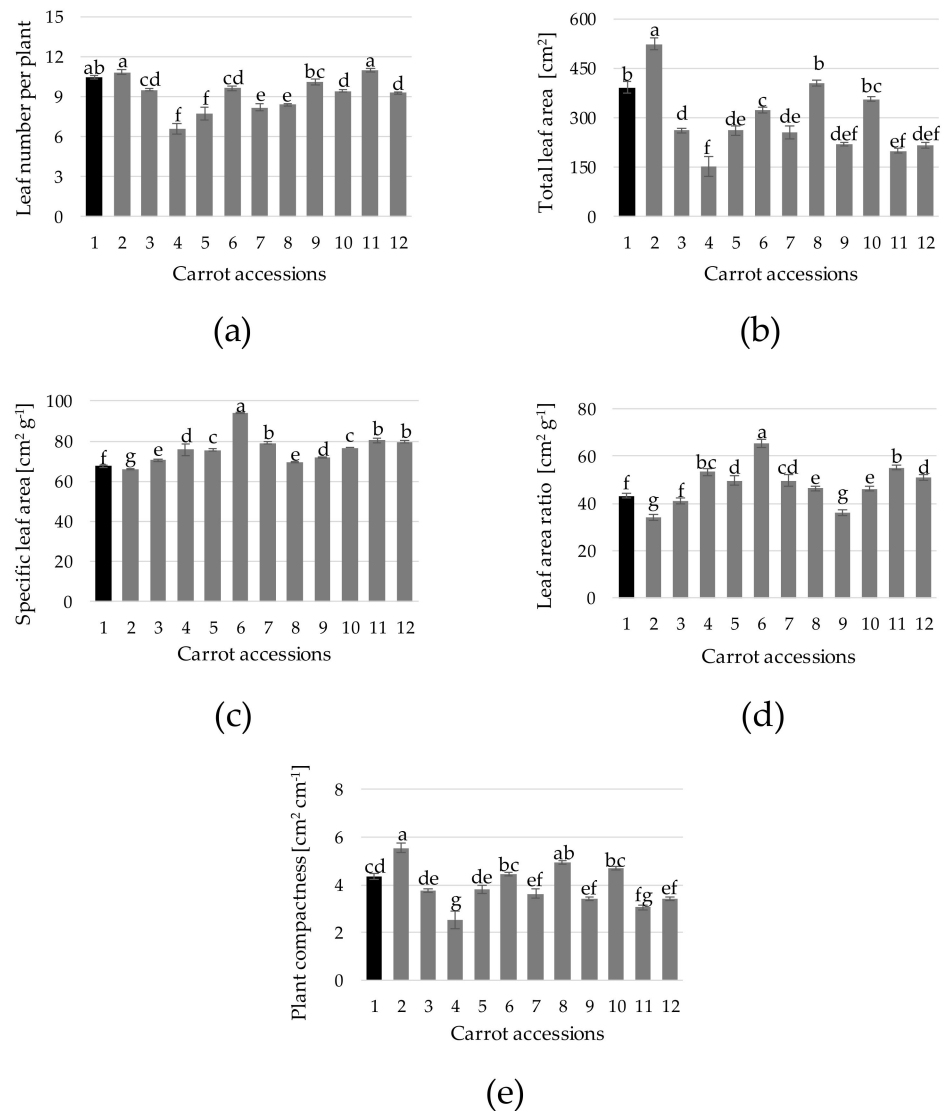 15
12
9
6
3
0
Leaf number per plant
ab a cd f f cd e e bc d a d
1 2 3 4 5 6 7 8 9 10 11 12
Carrot accessions
(a)
600
450
300
150
0
Total leaf area [cm²]
b a d f de c de b def bc ef def
1 2 3 4 5 6 7 8 9 10 11 12
Carrot accessions
(b)
100
80
60
40
20
0
Specific leaf area [cm² g⁻¹]
f g e d c a b e d c b b
1 2 3 4 5 6 7 8 9 10 11 12
Carrot accessions
(c)
80
60
40
20
0
Leaf area ratio [cm² g⁻¹]
f g f bc d a cd e g e b d
1 2 3 4 5 6 7 8 9 10 11 12
Carrot accessions
(d)
8
6
4
2
0
Plant compactness [cm² cm⁻¹]
cd a de g de bc ef ab ef bc fg ef
1 2 3 4 5 6 7 8 9 10 11 12
Carrot accessions
(e)